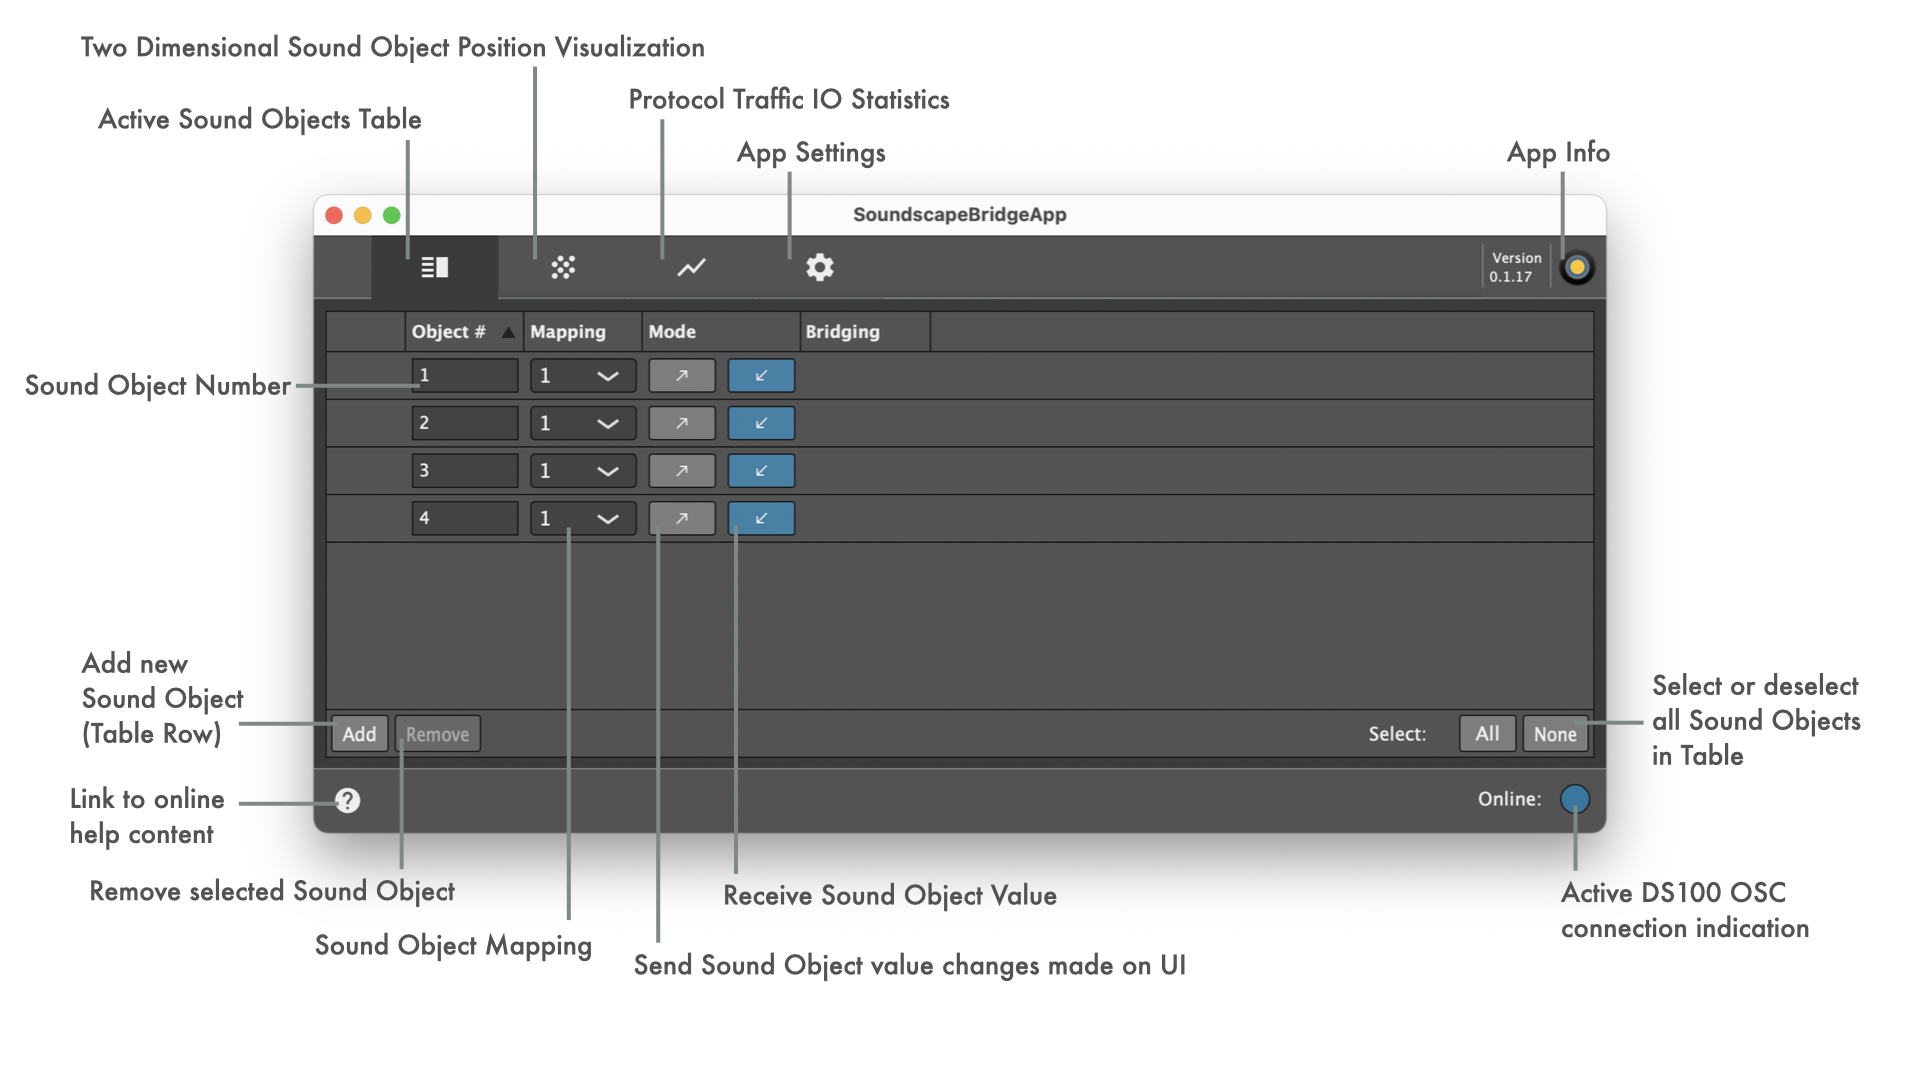 Two Dimensional Sound Object Position Visualization
Protocol Traffic IO Statistics
Active Sound Objects Table
App Settings
App Info
SoundscapeBridgeApp
Version
0.1.17
Object # Mapping Mode Bridging
Sound Object Number
1 1
2 1
3 1
4 1
Add new
Sound Object
(Table Row)
Add Remove
Select: All None
Select or deselect
all Sound Objects
in Table
Link to online
help content
?
Online:
Remove selected Sound Object
Receive Sound Object Value
Active DS100 OSC
connection indication
Sound Object Mapping
Send Sound Object value changes made on UI